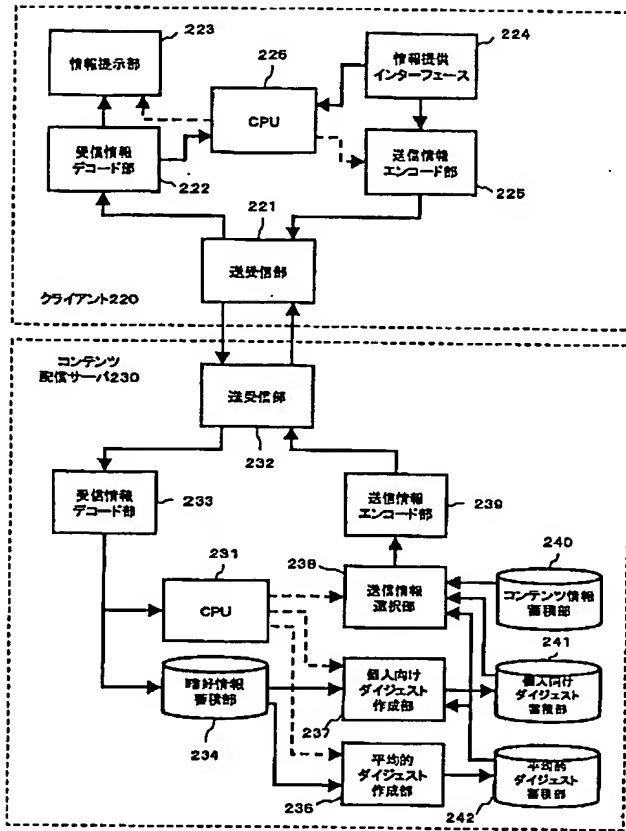 223
情報提示部
226
CPU
224
情報提供
インターフェース
受信情報
デコード部
222
送信情報
エンコード部
225
221
送受信部
クライアント220
コンテンツ
配信サーバ230
送受信部
232
受信情報
デコード部
233
送信情報
エンコード部
239
231
CPU
238
送信情報
選択部
240
コンテンツ情報
蓄積部
嗜好情報
蓄積部
234
個人向け
ダイジェスト
作成部
237
241
個人向け
ダイジェスト
蓄積部
平均的
ダイジェスト
作成部
236
平均的
ダイジェスト
蓄積部
242